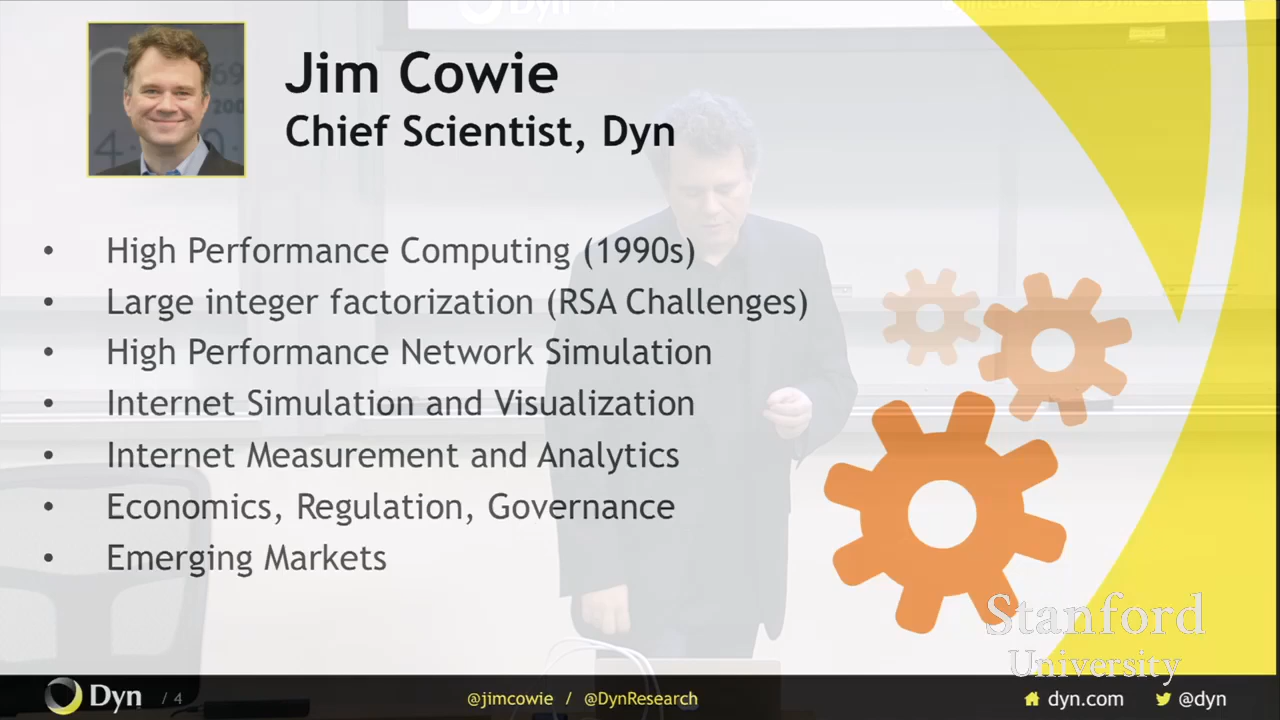 Dyn
Jim Cowie
Chief Scientist, Dyn
• High Performance Computing (1990s)
• Large integer factorization (RSA Challenges)
• High Performance Network Simulation
• Internet Simulation and Visualization
• Internet Measurement and Analytics
• Economics, Regulation, Governance
• Emerging Markets
Stanford
University
Dyn / 4
@jimcowie / @DynResearch
dyn.com
@dyn